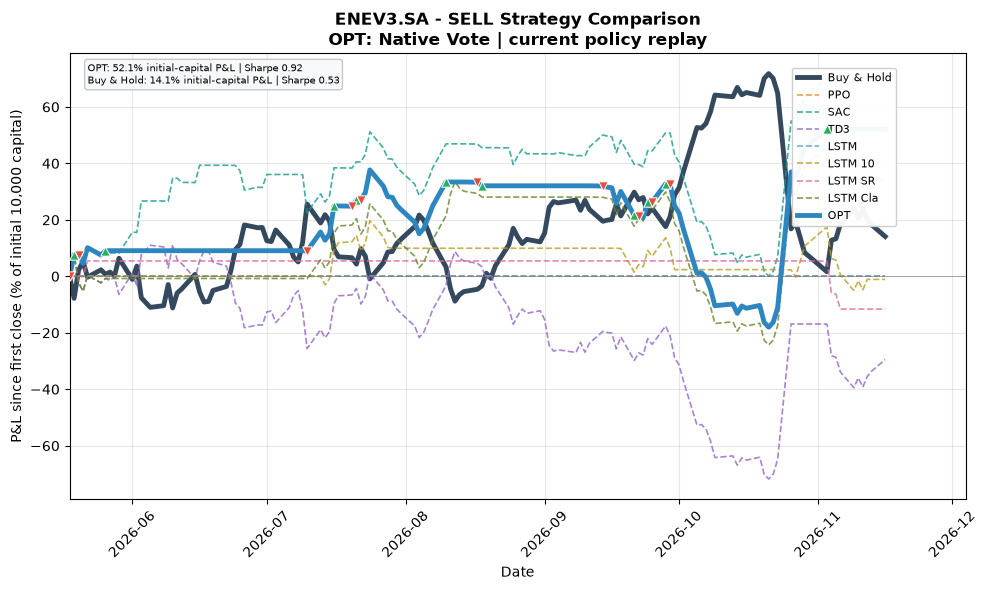 ENEV3.SA - SELL Strategy Comparison
OPT: Native Vote | current policy replay
OPT: 52.1% initial-capital P&L | Sharpe 0.92
Buy & Hold: 14.1% initial-capital P&L | Sharpe 0.53
Buy & Hold
PPO
SAC
TD3
LSTM
LSTM 10
LSTM SR
LSTM Cla
OPT
P&L since first close (% of initial 10,000 capital)
60
40
20
0
−20
−40
−60
2026-06
2026-07
2026-08
2026-09
2026-10
2026-11
2026-12
Date